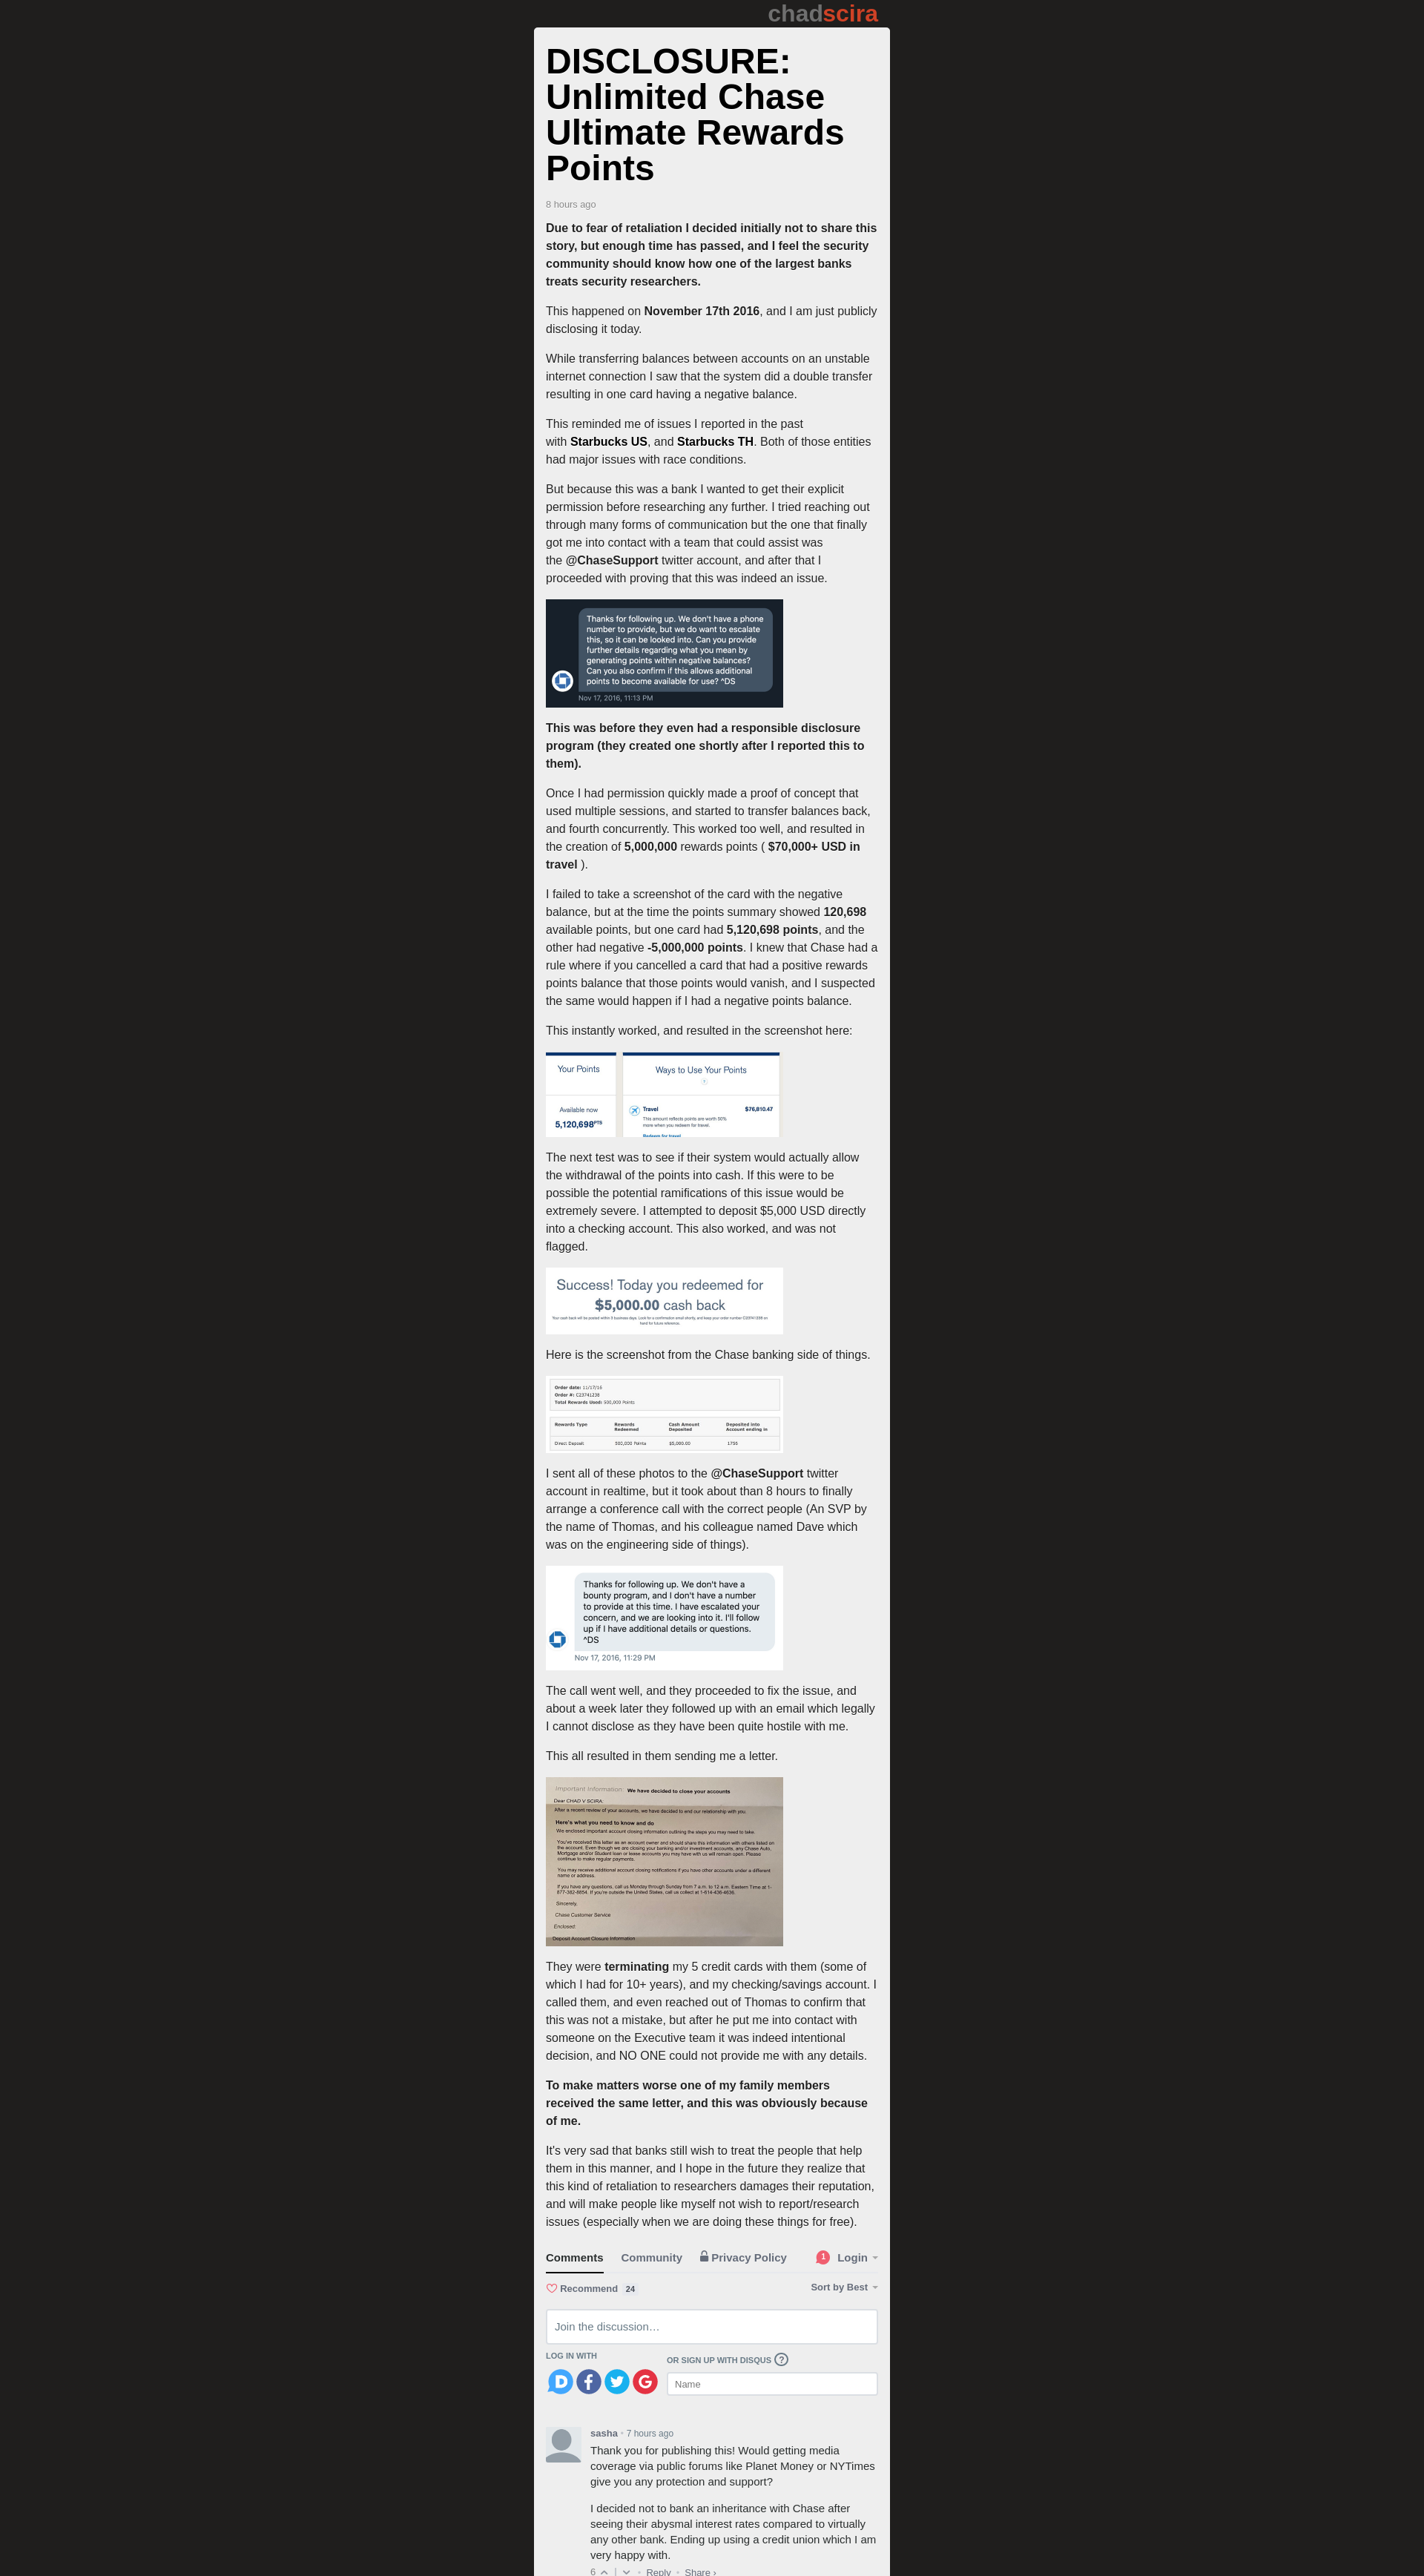 chadscira
DISCLOSURE:
Unlimited Chase
Ultimate Rewards
Points
8 hours ago
Due to fear of retaliation I decided initially not to share this
story, but enough time has passed, and I feel the security
community should know how one of the largest banks
treats security researchers.
This happened on November 17th 2016, and I am just publicly
disclosing it today.
While transferring balances between accounts on an unstable
internet connection I saw that the system did a double transfer
resulting in one card having a negative balance.
This reminded me of issues I reported in the past
with Starbucks US, and Starbucks TH. Both of those entities
had major issues with race conditions.
But because this was a bank I wanted to get their explicit
permission before researching any further. I tried reaching out
through many forms of communication but the one that finally
got me into contact with a team that could assist was
the @ChaseSupport twitter account, and after that I
proceeded with proving that this was indeed an issue.
Thanks for following up. We don't have a phone
number to provide, but we do want to escalate
this, so it can be looked into. Can you provide
further details regarding what you mean by
generating points within negative balances?
Can you also confirm if this allows additional
points to become available for use? ^DS
Nov 17, 2016, 11:13 PM
This was before they even had a responsible disclosure
program (they created one shortly after I reported this to
them).
Once I had permission quickly made a proof of concept that
used multiple sessions, and started to transfer balances back,
and fourth concurrently. This worked too well, and resulted in
the creation of 5,000,000 rewards points ( $70,000+ USD in
travel ).
I failed to take a screenshot of the card with the negative
balance, but at the time the points summary showed 120,698
available points, but one card had 5,120,698 points, and the
other had negative -5,000,000 points. I knew that Chase had a
rule where if you cancelled a card that had a positive rewards
points balance that those points would vanish, and I suspected
the same would happen if I had a negative points balance.
This instantly worked, and resulted in the screenshot here:
Your Points
Ways to Use Your Points
Available now
5,120,698PTS
Travel $76,810.47
This amount reflects points are worth 50%
more when you redeem for travel.
Redeem for travel
The next test was to see if their system would actually allow
the withdrawal of the points into cash. If this were to be
possible the potential ramifications of this issue would be
extremely severe. I attempted to deposit $5,000 USD directly
into a checking account. This also worked, and was not
flagged.
Success! Today you redeemed for
$5,000.00 cash back
Here is the screenshot from the Chase banking side of things.
Order date: 11/17/16
Order #: C23741236
Total Rewards Used: 500,000 Points
Rewards Type Rewards Redeemed Cash Amount Deposited Deposited into Account ending in
Direct Deposit 500,000 Points $5,000.00
I sent all of these photos to the @ChaseSupport twitter
account in realtime, but it took about than 8 hours to finally
arrange a conference call with the correct people (An SVP by
the name of Thomas, and his colleague named Dave which
was on the engineering side of things).
Thanks for following up. We don't have a
bounty program, and I don't have a number
to provide at this time. I have escalated your
concern, and we are looking into it. I'll follow
up if I have additional details or questions.
^DS
Nov 17, 2016, 11:29 PM
The call went well, and they proceeded to fix the issue, and
about a week later they followed up with an email which legally
I cannot disclose as they have been quite hostile with me.
This all resulted in them sending me a letter.
Important Information: We have decided to close your accounts
Dear CHAD V SCIRA:
After a recent review of your accounts, we have decided to end our relationship with you.
Here's what you need to know and do
We enclosed important account closing information outlining the steps you may need to take.
You've received this letter as an account owner and should share this information with others listed on
the account. Even though we are closing your banking and/or investment accounts, any Chase Auto,
Mortgage and/or Student loan or lease accounts you may have with us will remain open. Please
continue to make regular payments.
You may receive additional account closing notifications if you have other accounts under a different
name or address.
If you have any questions, call us Monday through Sunday from 7 a.m. to 12 a.m. Eastern Time at 1-
877-382-8854. If you're outside the United States, call us collect at 1-614-436-4636.
Sincerely,
Chase Customer Service
Enclosed:
Deposit Account Closure Information
They were terminating my 5 credit cards with them (some of
which I had for 10+ years), and my checking/savings account. I
called them, and even reached out of Thomas to confirm that
this was not a mistake, but after he put me into contact with
someone on the Executive team it was indeed intentional
decision, and NO ONE could not provide me with any details.
To make matters worse one of my family members
received the same letter, and this was obviously because
of me.
It's very sad that banks still wish to treat the people that help
them in this manner, and I hope in the future they realize that
this kind of retaliation to researchers damages their reputation,
and will make people like myself not wish to report/research
issues (especially when we are doing these things for free).
Comments Community Privacy Policy 1 Login
Recommend 24 Sort by Best
Join the discussion…
LOG IN WITH
OR SIGN UP WITH DISQUS ?
Name
sasha • 7 hours ago
Thank you for publishing this! Would getting media
coverage via public forums like Planet Money or NYTimes
give you any protection and support?
I decided not to bank an inheritance with Chase after
seeing their abysmal interest rates compared to virtually
any other bank. Ending up using a credit union which I am
very happy with.
6 | • Reply • Share ›